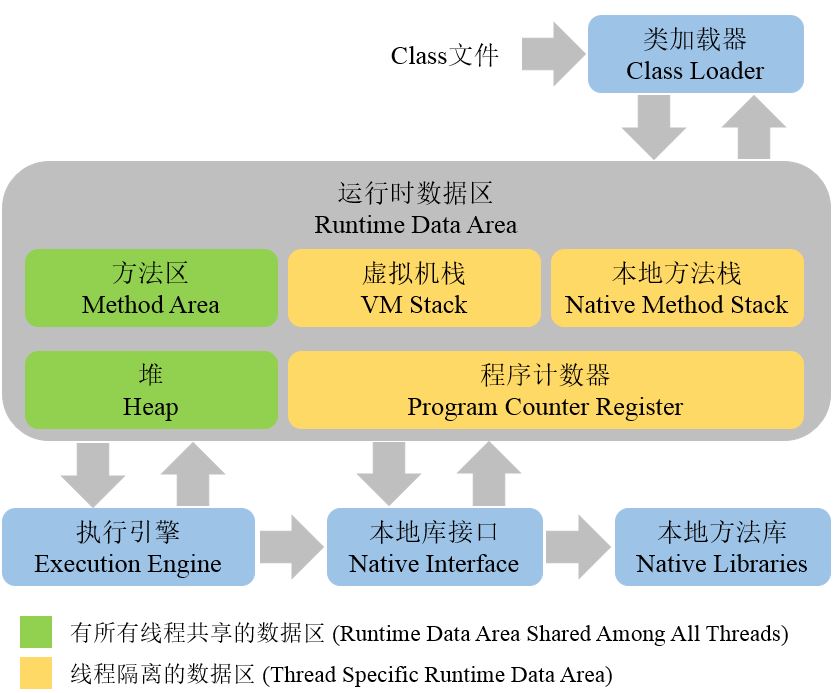 Class文件
类加载器
Class Loader
运行时数据区
Runtime Data Area
方法区
Method Area
虚拟机栈
VM Stack
本地方法栈
Native Method Stack
堆
Heap
程序计数器
Program Counter Register
执行引擎
Execution Engine
本地库接口
Native Interface
本地方法库
Native Libraries
有所有线程共享的数据区 (Runtime Data Area Shared Among All Threads)
线程隔离的数据区 (Thread Specific Runtime Data Area)